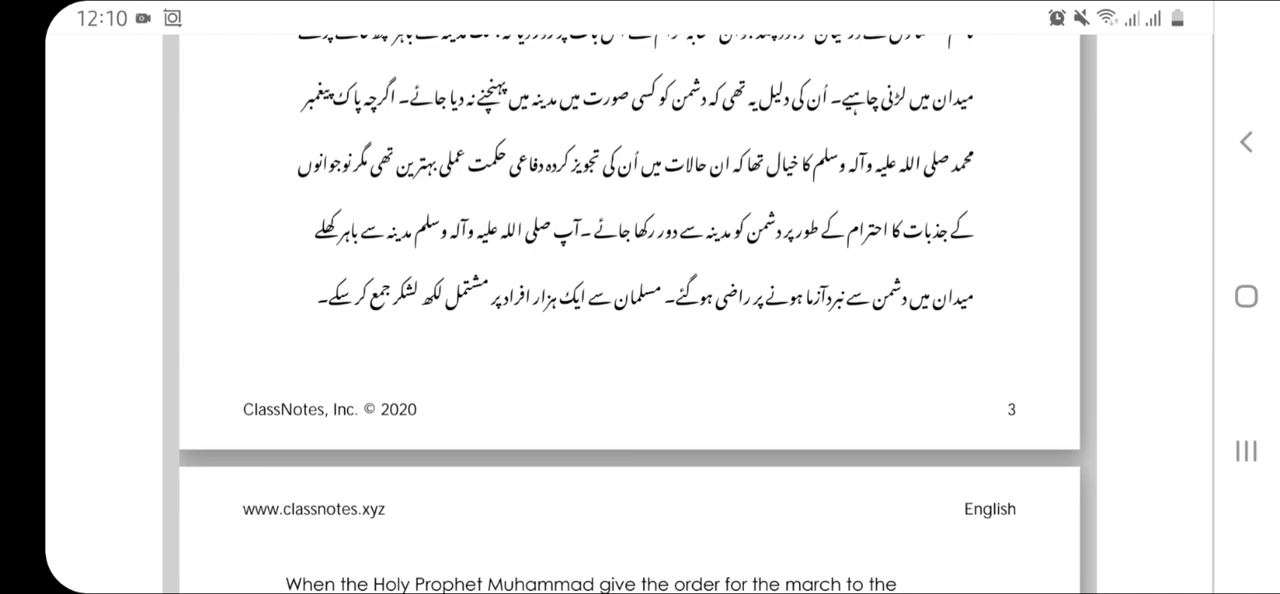 12:10
میدان میں لڑنی چاہیے۔ اُن کی دلیل یہ تھی کہ دشمن کو کسی صورت میں مدینہ میں پہنچنے نہ دیا جائے۔ اگرچہ پاک پیغمبر
محمد صلی اللہ علیہ وآلہ وسلم کا خیال تھا کہ ان حالات میں اُن کی تجویز کردہ دفاعی حکمت عملی بہترین تھی مگر نوجوانوں
کے جذبات کا احترام کے طور پر دشمن کو مدینہ سے دور رکھا جائے۔ آپ صلی اللہ علیہ وآلہ وسلم مدینہ سے باہر کھلے
میدان میں دشمن سے نبرد آزما ہونے پر راضی ہوگئے۔ مسلمان سے ایک ہزار افراد پر مشتمل لکھ لشکر جمع کر سکے۔
ClassNotes, Inc. © 2020 3
www.classnotes.xyz English
When the Holy Prophet Muhammad give the order for the march to the